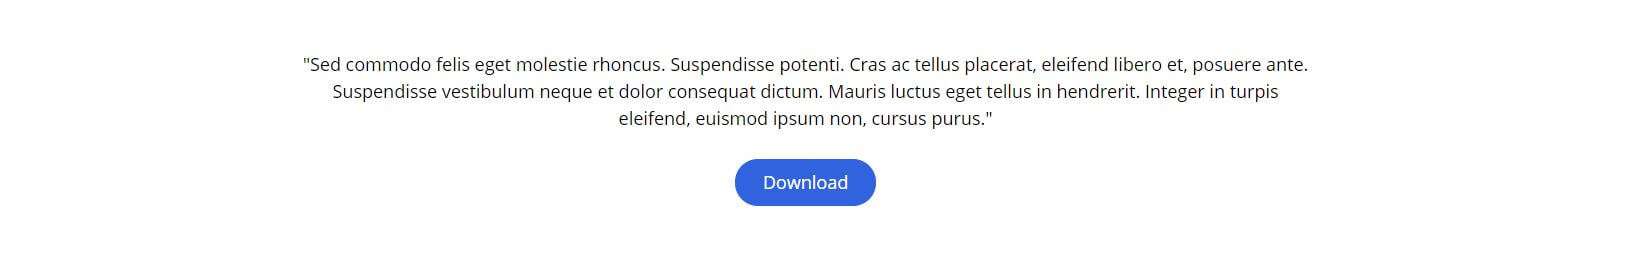 "Sed commodo felis eget molestie rhoncus. Suspendisse potenti. Cras ac tellus placerat, eleifend libero et, posuere ante.
Suspendisse vestibulum neque et dolor consequat dictum. Mauris luctus eget tellus in hendrerit. Integer in turpis
eleifend, euismod ipsum non, cursus purus."
Download